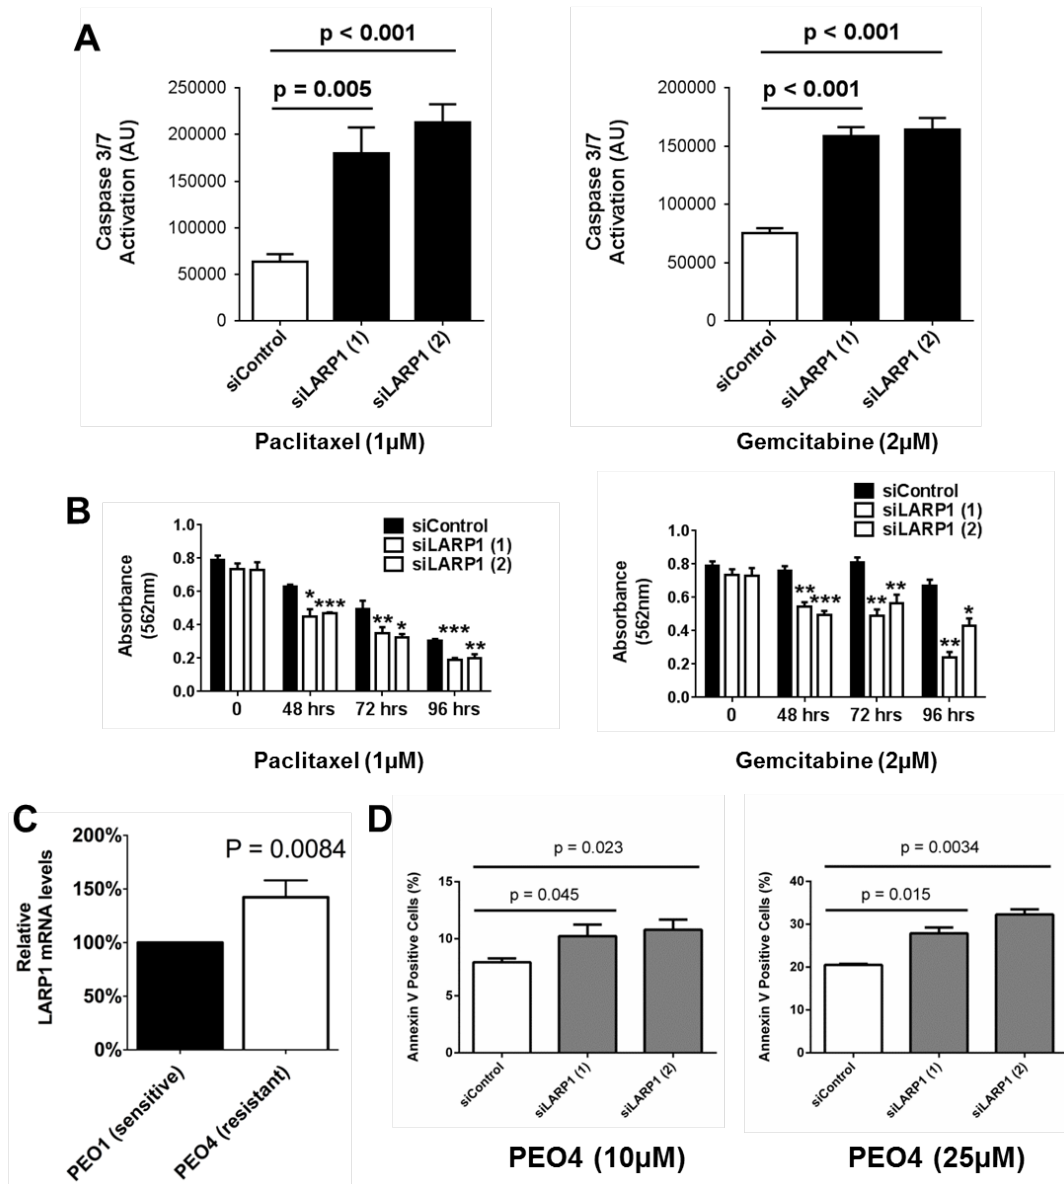 A
p < 0.001
p = 0.005
Caspase 3/7
Activation (AU)
250000
200000
150000
100000
50000
0
siControl
siLARP1 (1)
siLARP1 (2)
Paclitaxel (1µM)
p < 0.001
p < 0.001
Caspase 3/7
Activation (AU)
200000
150000
100000
50000
0
siControl
siLARP1 (1)
siLARP1 (2)
Gemcitabine (2µM)
B
siControl
siLARP1 (1)
siLARP1 (2)
Absorbance
(562nm)
1.0
0.8
0.6
0.4
0.2
0.0
* ***
** *
*** **
0 48 hrs 72 hrs 96 hrs
Paclitaxel (1µM)
siControl
siLARP1 (1)
siLARP1 (2)
Absorbance
(562nm)
1.0
0.8
0.6
0.4
0.2
0.0
** ***
** **
** *
0 48 hrs 72 hrs 96 hrs
Gemcitabine (2µM)
C
P = 0.0084
Relative
LARP1 mRNA levels
200%
150%
100%
50%
0%
PEO1 (sensitive)
PEO4 (resistant)
D
p = 0.023
p = 0.045
Annexin V Positive Cells (%)
15
10
5
0
siControl
siLARP1 (1)
siLARP1 (2)
PEO4 (10µM)
p = 0.0034
p = 0.015
Annexin V Positive Cells (%)
40
30
20
10
0
siControl
siLARP1 (1)
siLARP1 (2)
PEO4 (25µM)